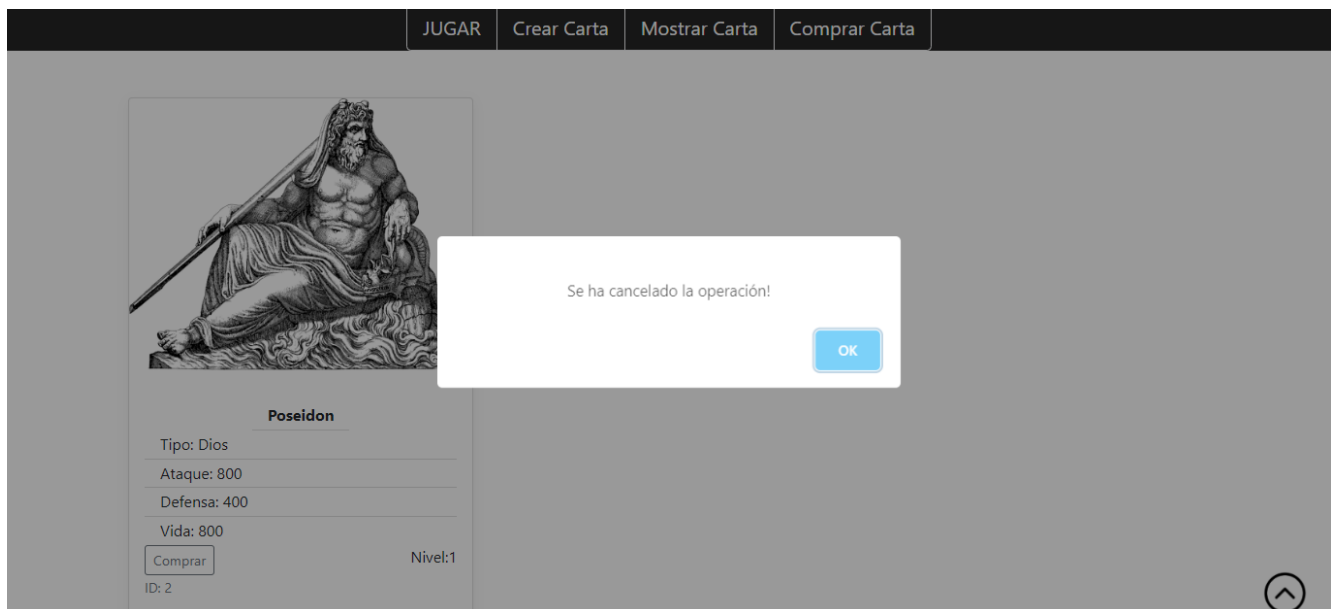 JUGAR Crear Carta Mostrar Carta Comprar Carta
Se ha cancelado la operación!
OK
Poseidon
Tipo: Dios
Ataque: 800
Defensa: 400
Vida: 800
Comprar Nivel:1
ID: 2